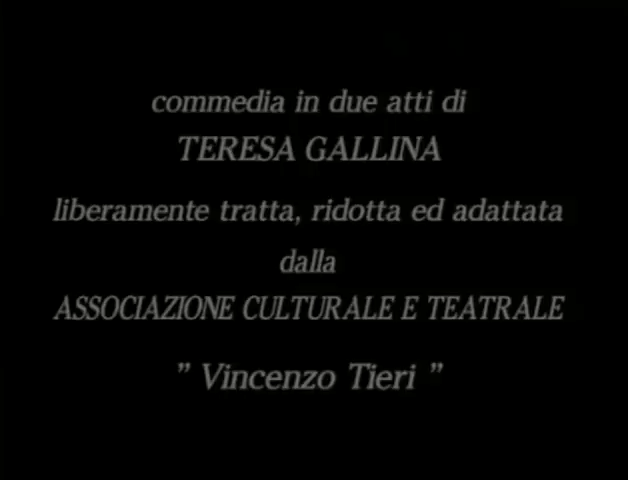 commedia in due atti di
TERESA GALLINA
liberamente tratta, ridotta ed adattata
dalla
ASSOCIAZIONE CULTURALE E TEATRALE
” Vincenzo Tieri ”